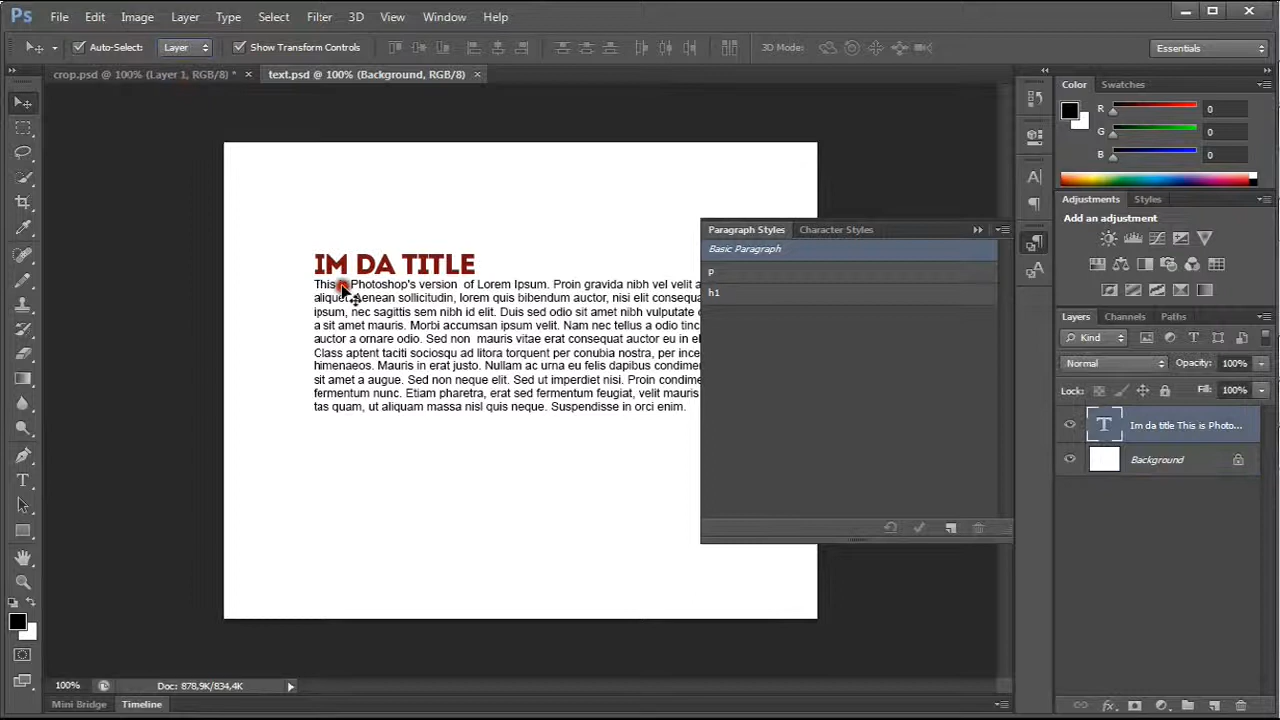 Ps File Edit Image Layer Type Select Filter 3D View Window Help
Auto-Select: Layer Show Transform Controls 3D Mode: Essentials
crop.psd @ 100% (Layer 1, RGB/8) * × text.psd @ 100% (Background, RGB/8) ×
Color Swatches
R 0
G 0
B 0
Adjustments Styles
Add an adjustment
Paragraph Styles Character Styles
Basic Paragraph
p
h1
IM DA TITLE
This is Photoshop's version of Lorem Ipsum. Proin gravida nibh vel velit a
aliquet. Aenean sollicitudin, lorem quis bibendum auctor, nisi elit consequa
ipsum, nec sagittis sem nibh id elit. Duis sed odio sit amet nibh vulputate
a sit amet mauris. Morbi accumsan ipsum velit. Nam nec tellus a odio tinc
auctor a ornare odio. Sed non mauris vitae erat consequat auctor eu in el
Class aptent taciti sociosqu ad litora torquent per conubia nostra, per ince
himenaeos. Mauris in erat justo. Nullam ac urna eu felis dapibus condimen
sit amet a augue. Sed non neque elit. Sed ut imperdiet nisi. Proin condime
fermentum nunc. Etiam pharetra, erat sed fermentum feugiat, velit mauris
tas quam, ut aliquam massa nisl quis neque. Suspendisse in orci enim.
Layers Channels Paths
Kind
Normal Opacity: 100%
Lock: Fill: 100%
T Im da title This is Photo...
Background
100% Doc: 878,9K/834,4K
Mini Bridge Timeline